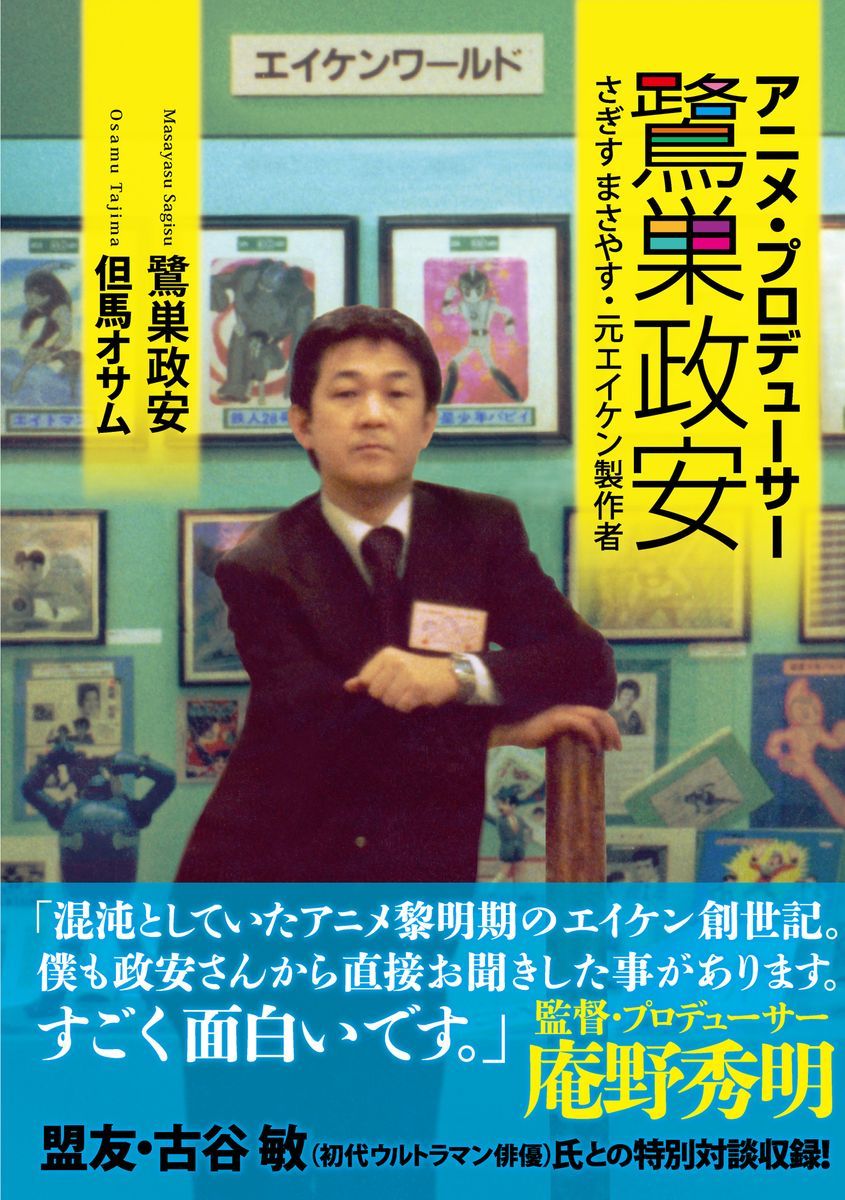 エイケンワールド
アニメ・プロデューサー
鷺巣政安
さぎす まさやす・元エイケン製作者
Masayasu Sagisu 鷺巣政安
Osamu Tajima 但馬オサム
エイトマン
鉄人28号
星少年パピイ
「混沌としていたアニメ黎明期のエイケン創世記。
僕も政安さんから直接お聞きした事があります。
すごく面白いです。」
監督・プロデューサー
庵野秀明
盟友・古谷 敏(初代ウルトラマン俳優)氏との特別対談収録!